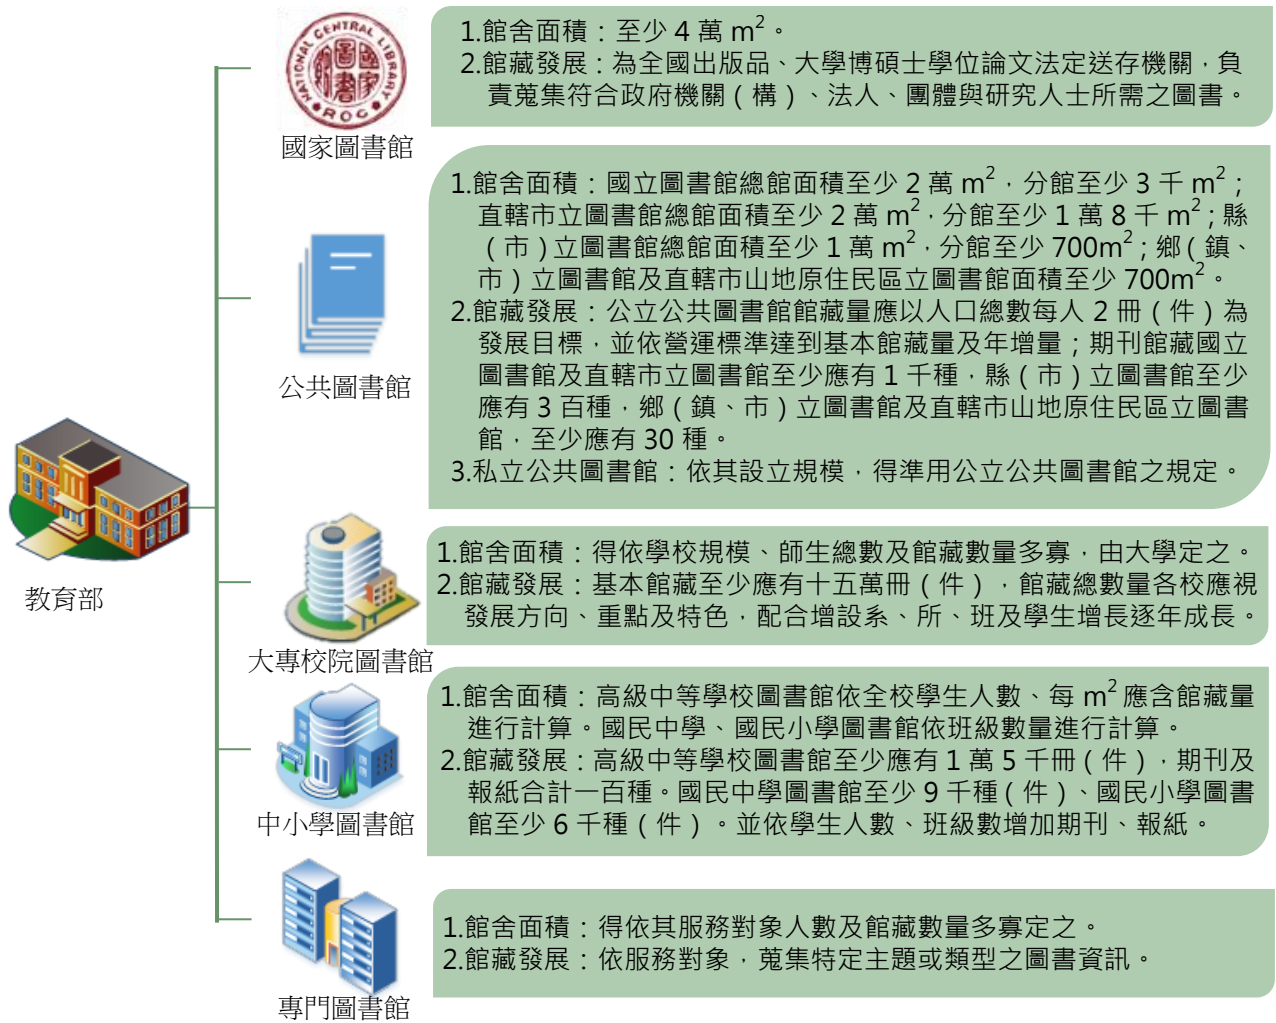 NATIONAL CENTRAL LIBRARY
國家圖書
ROC
國家圖書館
1.館舍面積：至少 4 萬 m²。
2.館藏發展：為全國出版品、大學博碩士學位論文法定送存機關，負
責蒐集符合政府機關（構）、法人、團體與研究人士所需之圖書。
公共圖書館
1.館舍面積：國立圖書館總館面積至少 2 萬 m²，分館至少 3 千 m²；
直轄市立圖書館總館面積至少 2 萬 m²，分館至少 1 萬 8 千 m²；縣
（市）立圖書館總館面積至少 1 萬 m²，分館至少 700m²；鄉（鎮、
市）立圖書館及直轄市山地原住民區立圖書館面積至少 700m²。
2.館藏發展：公立公共圖書館館藏量應以人口總數每人 2 冊（件）為
發展目標，並依營運標準達到基本館藏量及年增量；期刊館藏國立
圖書館及直轄市立圖書館至少應有 1 千種，縣（市）立圖書館至少
應有 3 百種，鄉（鎮、市）立圖書館及直轄市山地原住民區立圖書
館，至少應有 30 種。
3.私立公共圖書館：依其設立規模，得準用公立公共圖書館之規定。
教育部
大專校院圖書館
1.館舍面積：得依學校規模、師生總數及館藏數量多寡，由大學定之。
2.館藏發展：基本館藏至少應有十五萬冊（件），館藏總數量各校應視
發展方向、重點及特色，配合增設系、所、班及學生增長逐年成長。
中小學圖書館
1.館舍面積：高級中等學校圖書館依全校學生人數、每 m² 應含館藏量
進行計算。國民中學、國民小學圖書館依班級數量進行計算。
2.館藏發展：高級中等學校圖書館至少應有 1 萬 5 千冊（件），期刊及
報紙合計一百種。國民中學圖書館至少 9 千種（件）、國民小學圖書
館至少 6 千種（件）。並依學生人數、班級數增加期刊、報紙。
專門圖書館
1.館舍面積：得依其服務對象人數及館藏數量多寡定之。
2.館藏發展：依服務對象，蒐集特定主題或類型之圖書資訊。